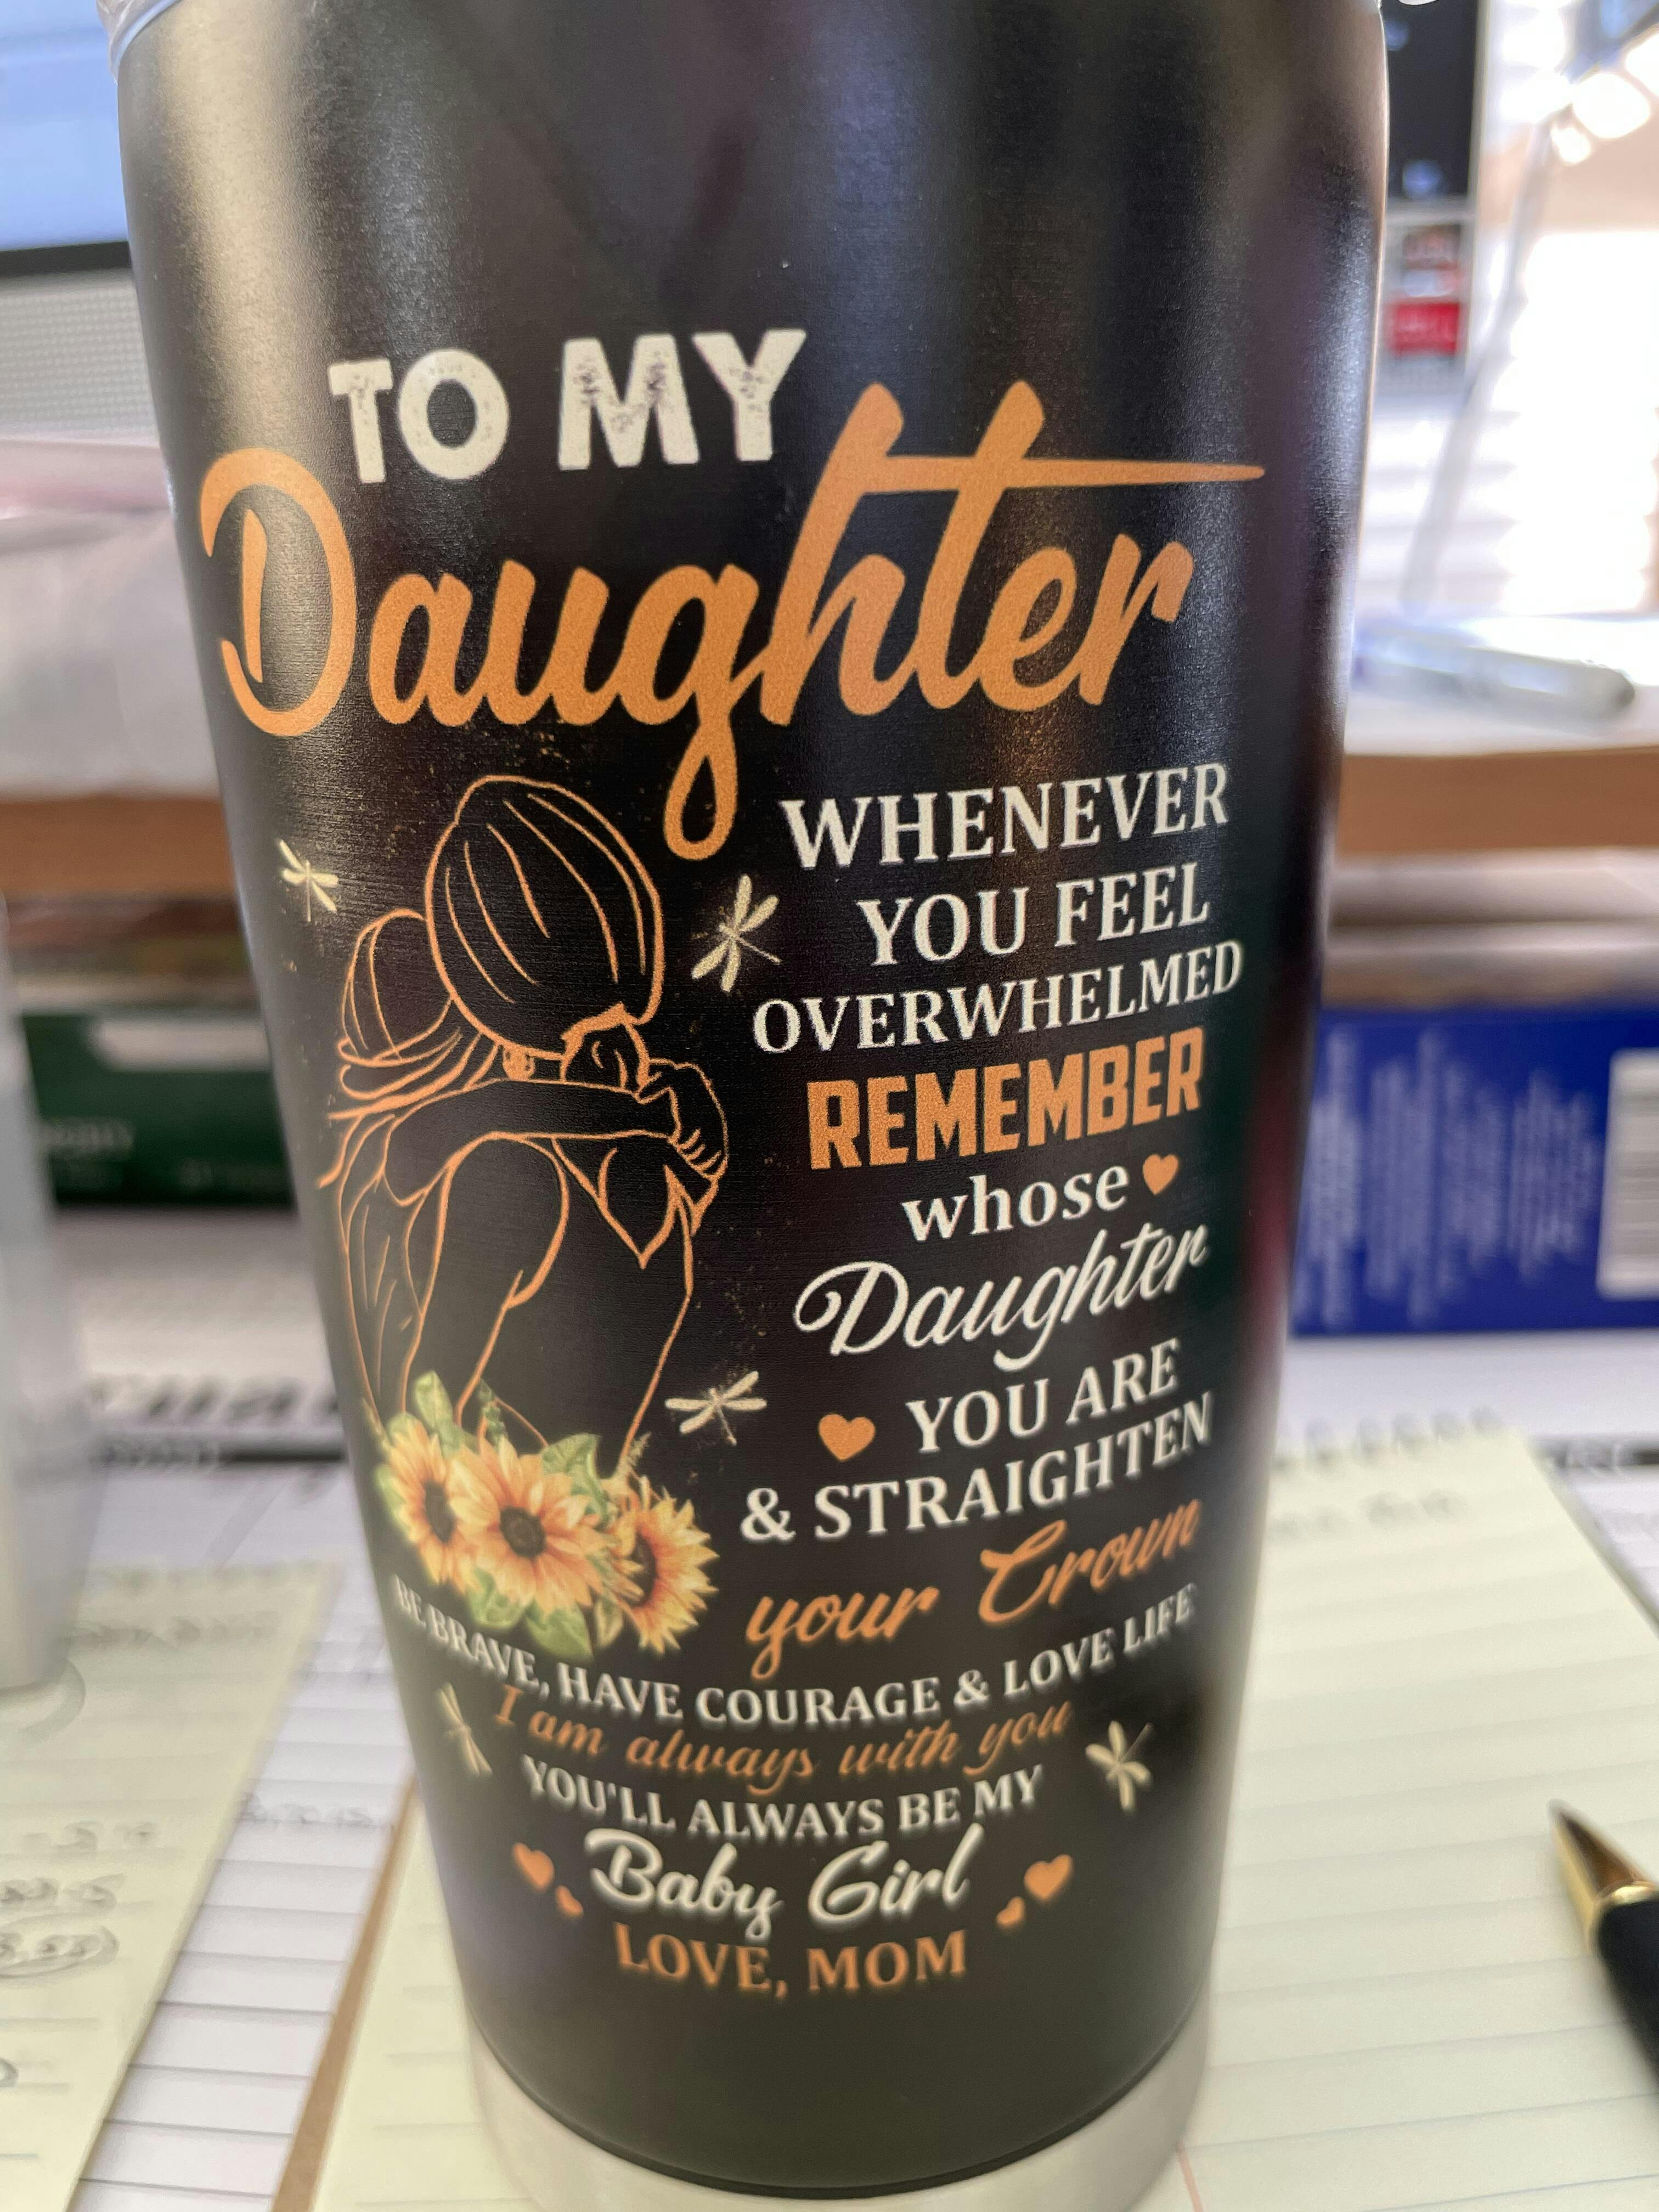 TO MY
Daughter
WHENEVER
YOU FEEL
OVERWHELMED
REMEMBER
whose
Daughter
YOU ARE
& STRAIGHTEN
your Crown
BE BRAVE, HAVE COURAGE & LOVE LIFE
I am always with you
YOU'LL ALWAYS BE MY
Baby Girl
LOVE, MOM